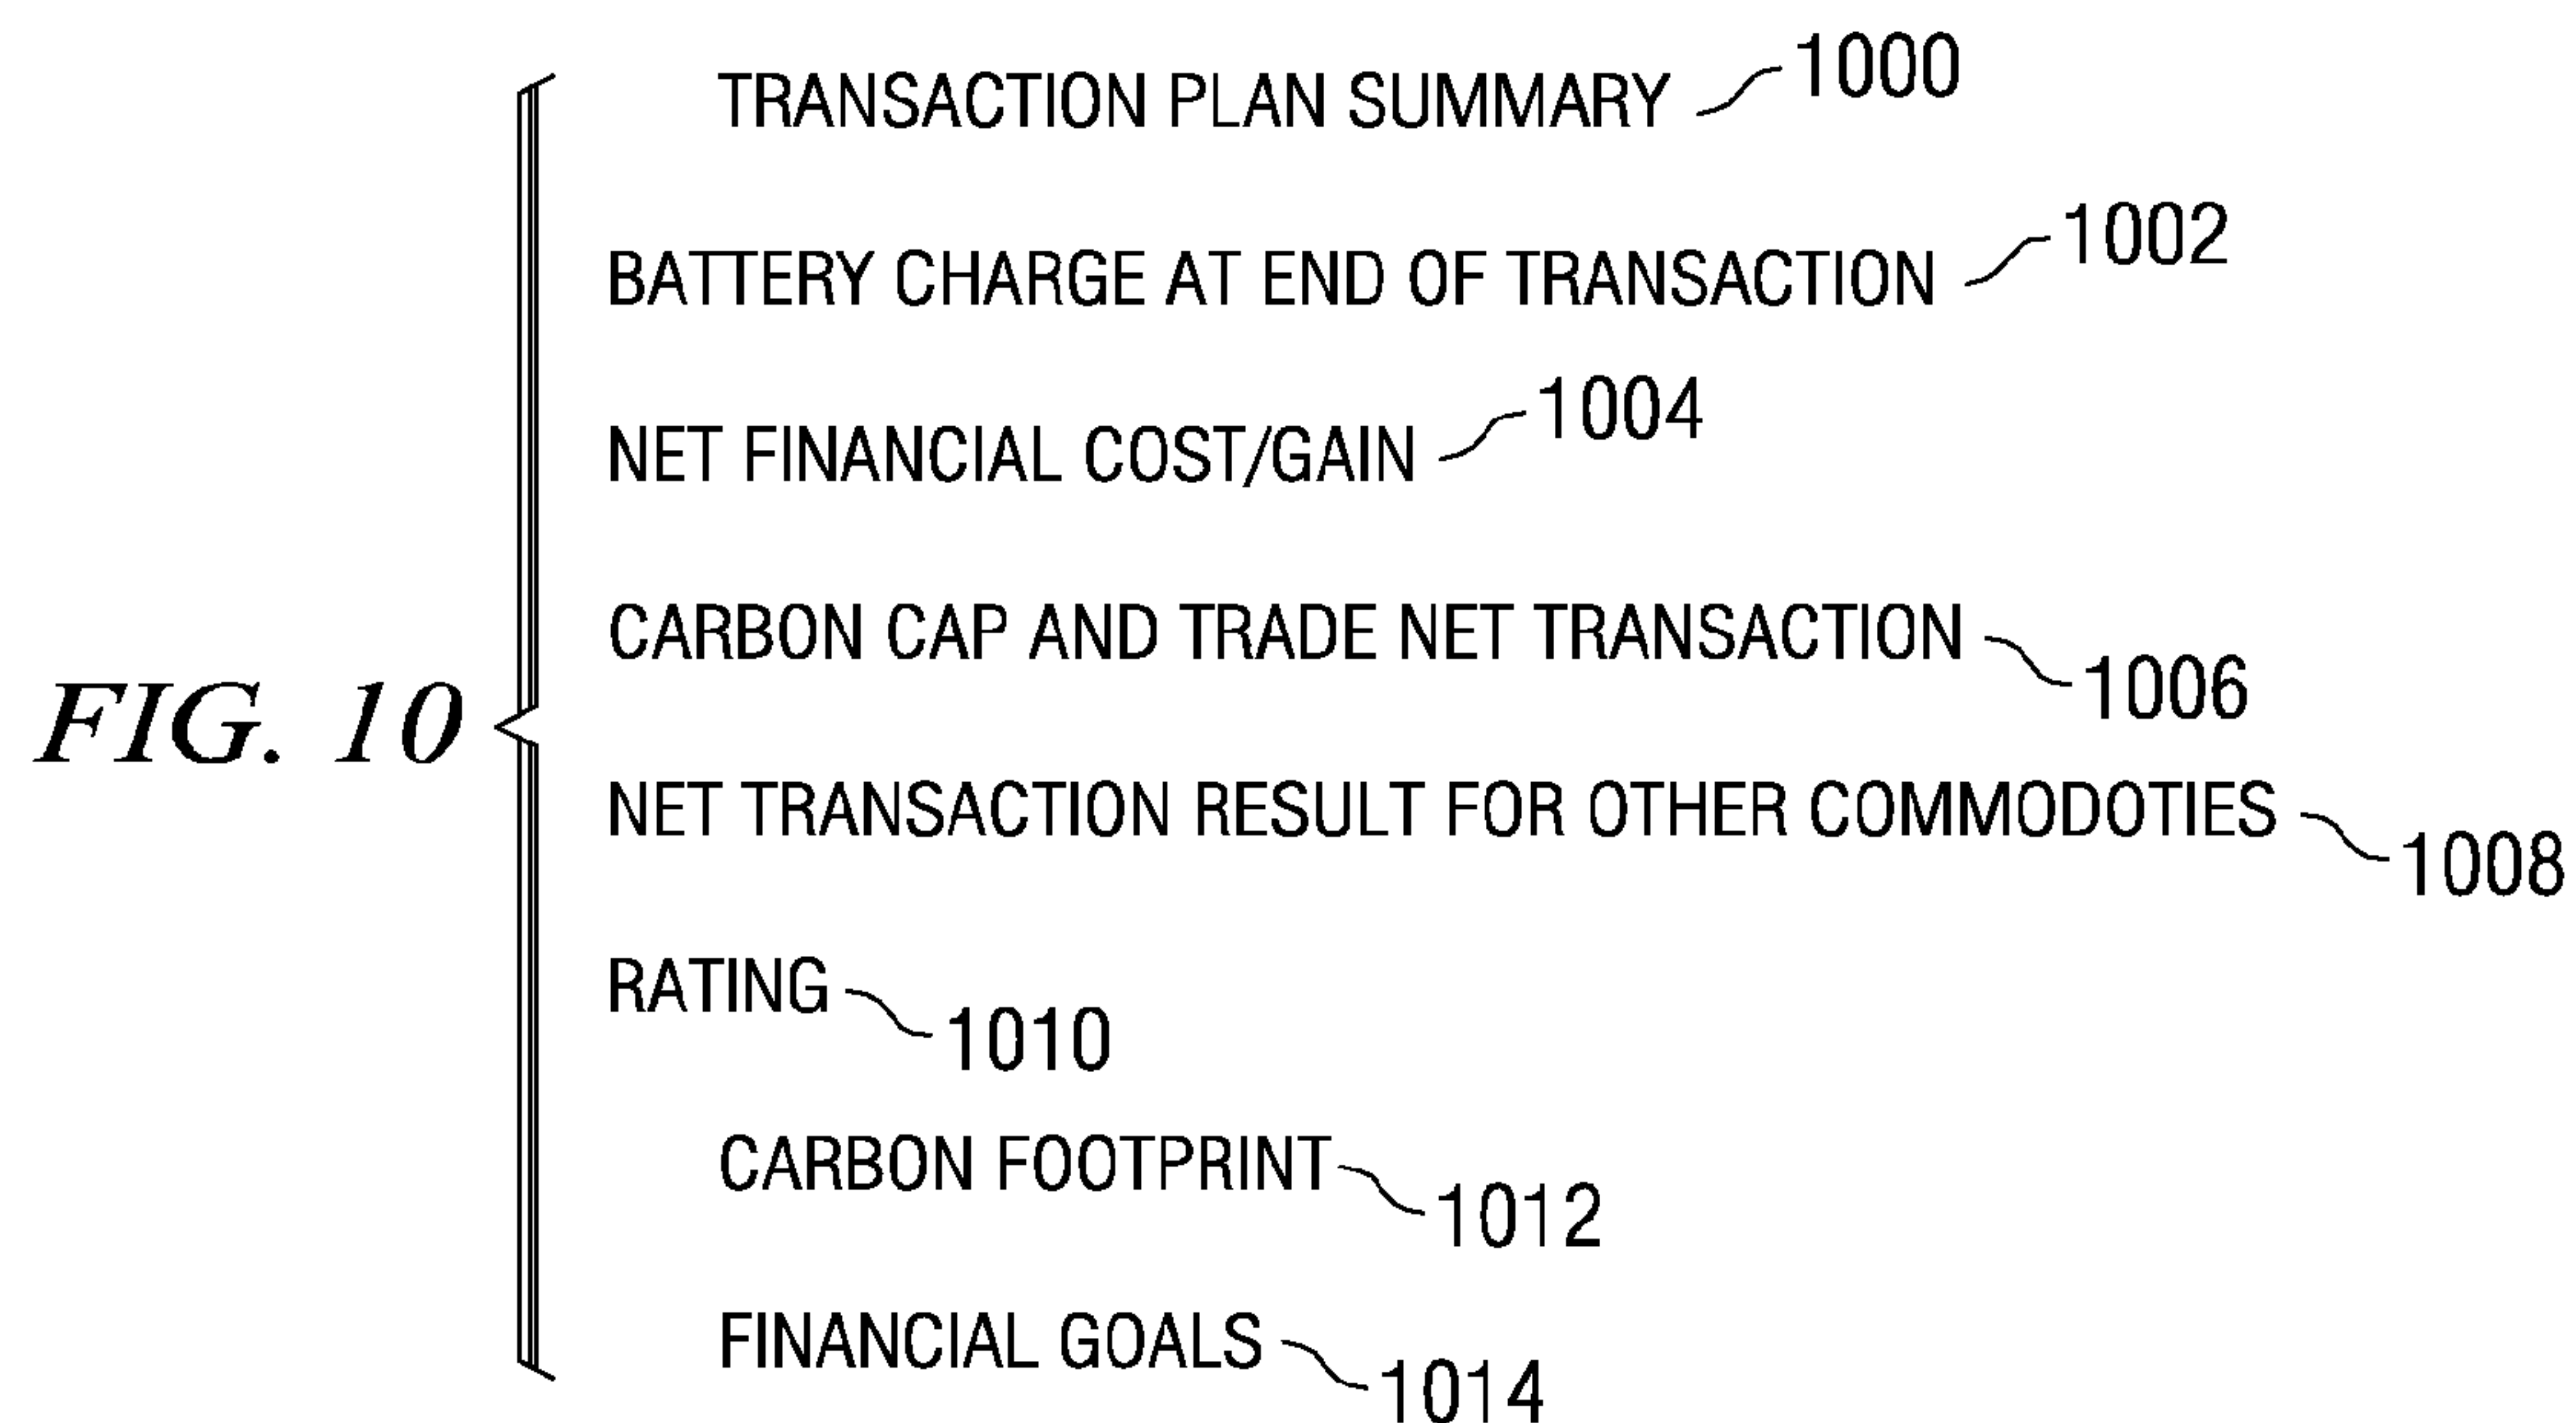 TRANSACTION PLAN SUMMARY 1000
BATTERY CHARGE AT END OF TRANSACTION 1002
NET FINANCIAL COST/GAIN 1004
CARBON CAP AND TRADE NET TRANSACTION 1006
FIG. 10
NET TRANSACTION RESULT FOR OTHER COMMODOTIES 1008
RATING 1010
CARBON FOOTPRINT 1012
FINANCIAL GOALS 1014